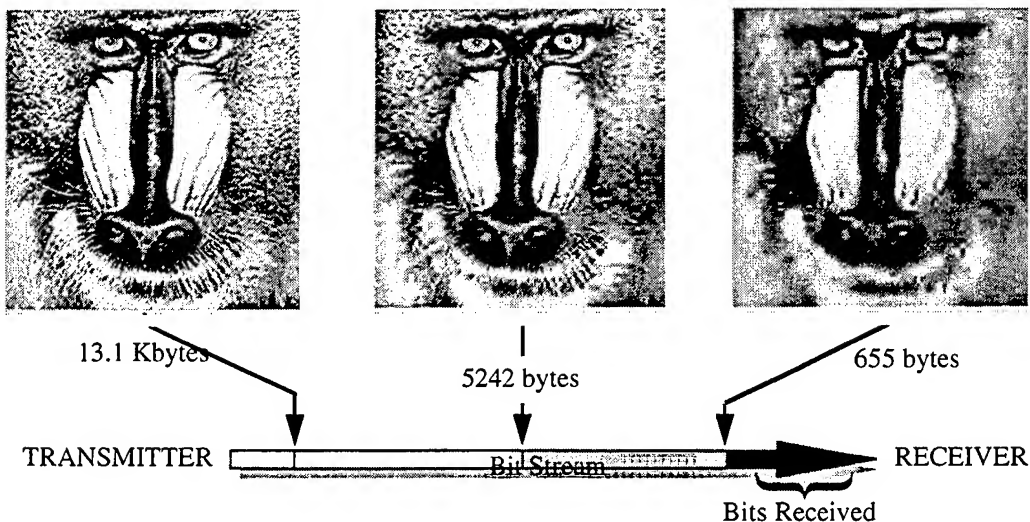 13.1 Kbytes
5242 bytes
655 bytes
TRANSMITTER
Bit Stream
RECEIVER
Bits Received